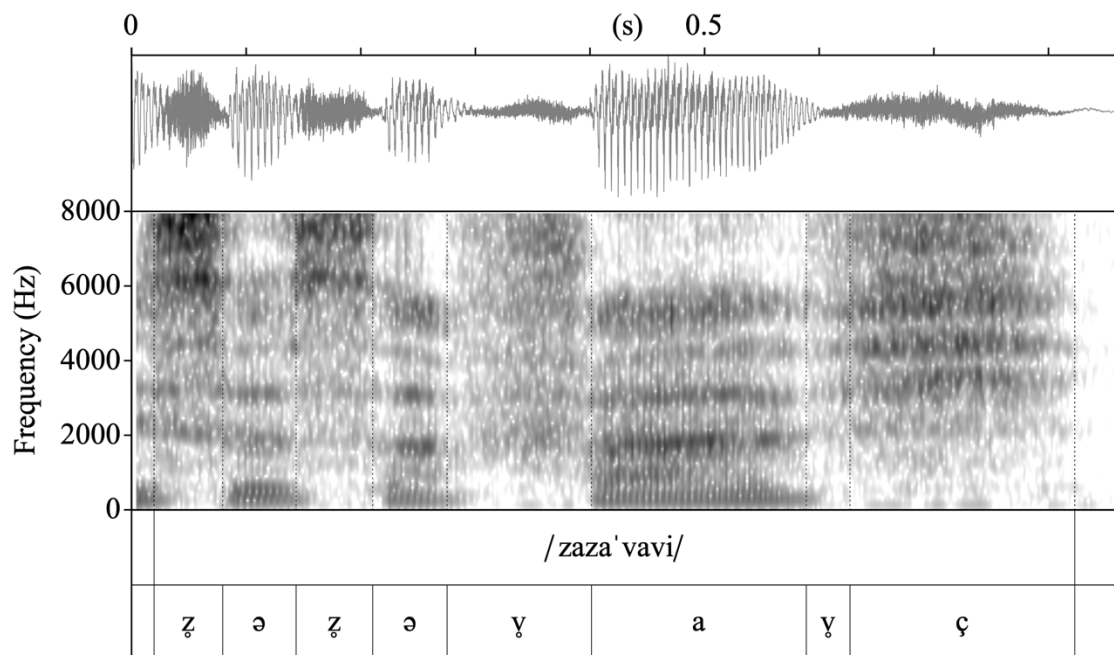 0 (s) 0.5
8000
6000
4000
2000
0
Frequency (Hz)
/zazaˈvavi/
z̥ ə z̥ ə v̥ a v̥ ç